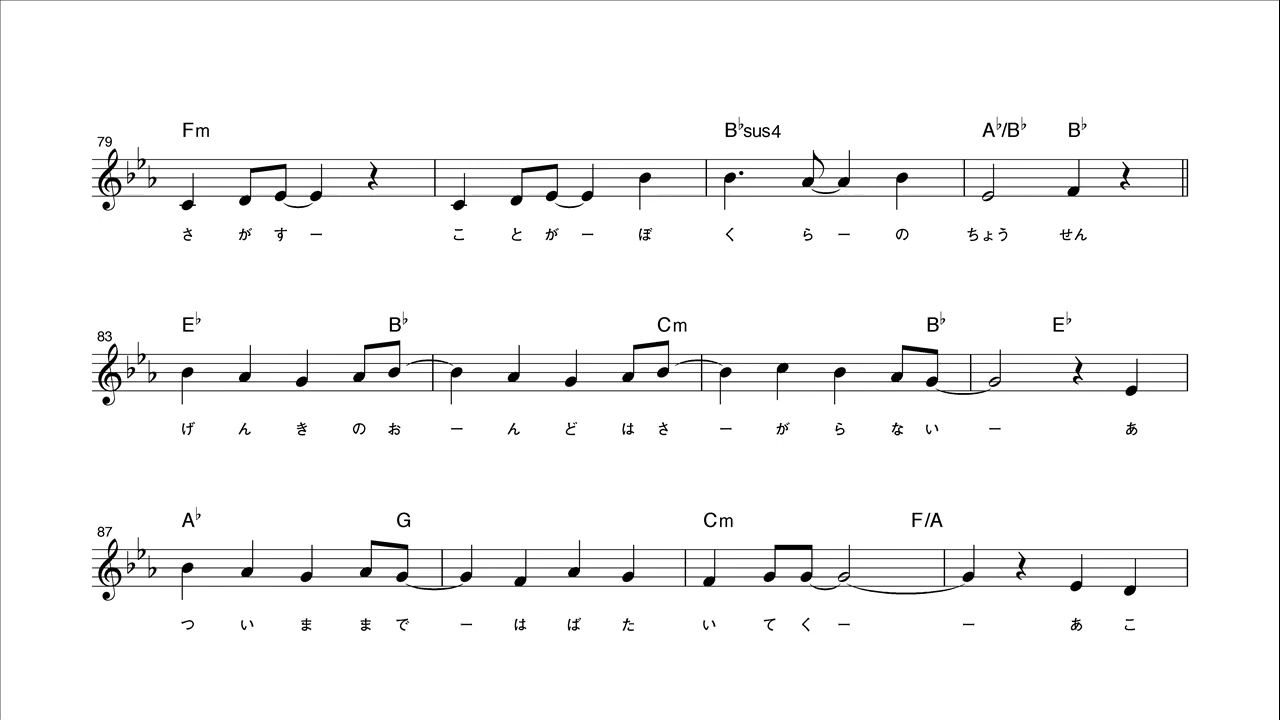 Fm B♭sus4 A♭/B♭ B♭
79
さ が す ー こ と が ー ぼ く ら ー の ちょう せん
E♭ B♭ Cm B♭ E♭
83
げ ん き の お ー ん ど は さ ー が ら な い ー あ
A♭ G Cm F/A
87
つ い ま ま で ー は ば た い て く ー ー あ こ